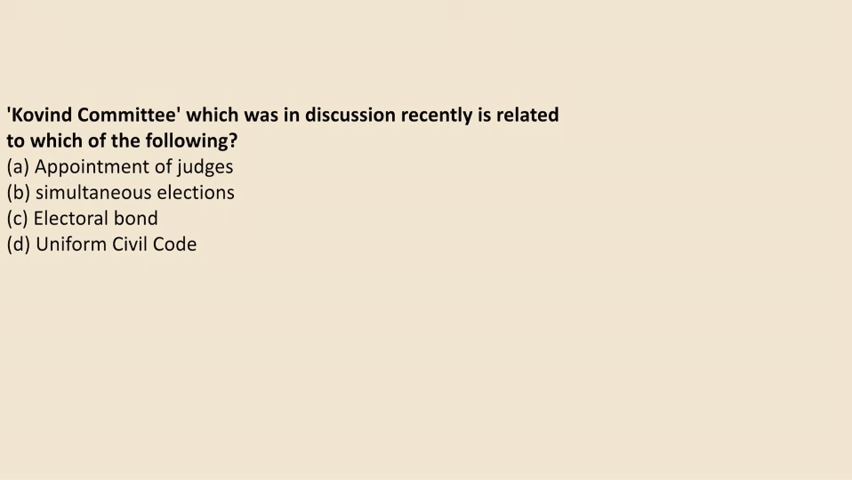 'Kovind Committee' which was in discussion recently is related
to which of the following?
(a) Appointment of judges
(b) simultaneous elections
(c) Electoral bond
(d) Uniform Civil Code